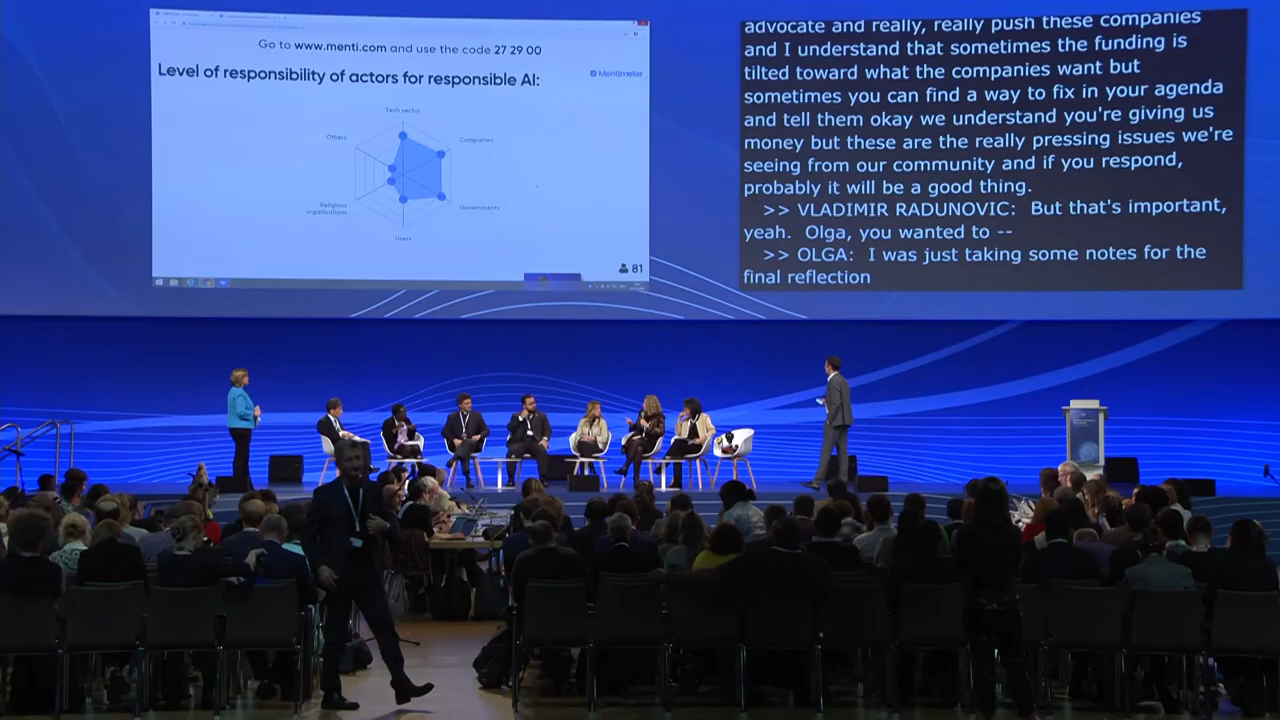 Go to www.menti.com and use the code 27 29 00
Level of responsibility of actors for responsible AI:
Mentimeter
Tech sector
Others
Companies
Religious
organisations
Governments
Users
81
advocate and really, really push these companies
and I understand that sometimes the funding is
tilted toward what the companies want but
sometimes you can find a way to fix in your agenda
and tell them okay we understand you're giving us
money but these are the really pressing issues we're
seeing from our community and if you respond,
probably it will be a good thing.
>> VLADIMIR RADUNOVIC: But that's important,
yeah. Olga, you wanted to --
>> OLGA: I was just taking some notes for the
final reflection